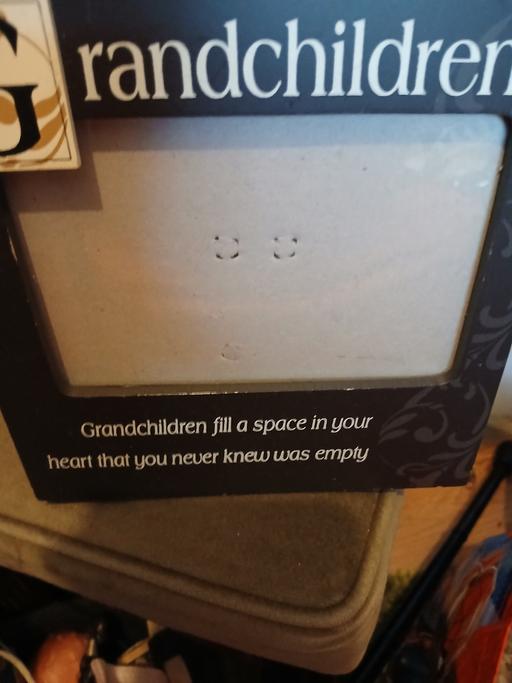 Grandchildren
Grandchildren fill a space in your
heart that you never knew was empty